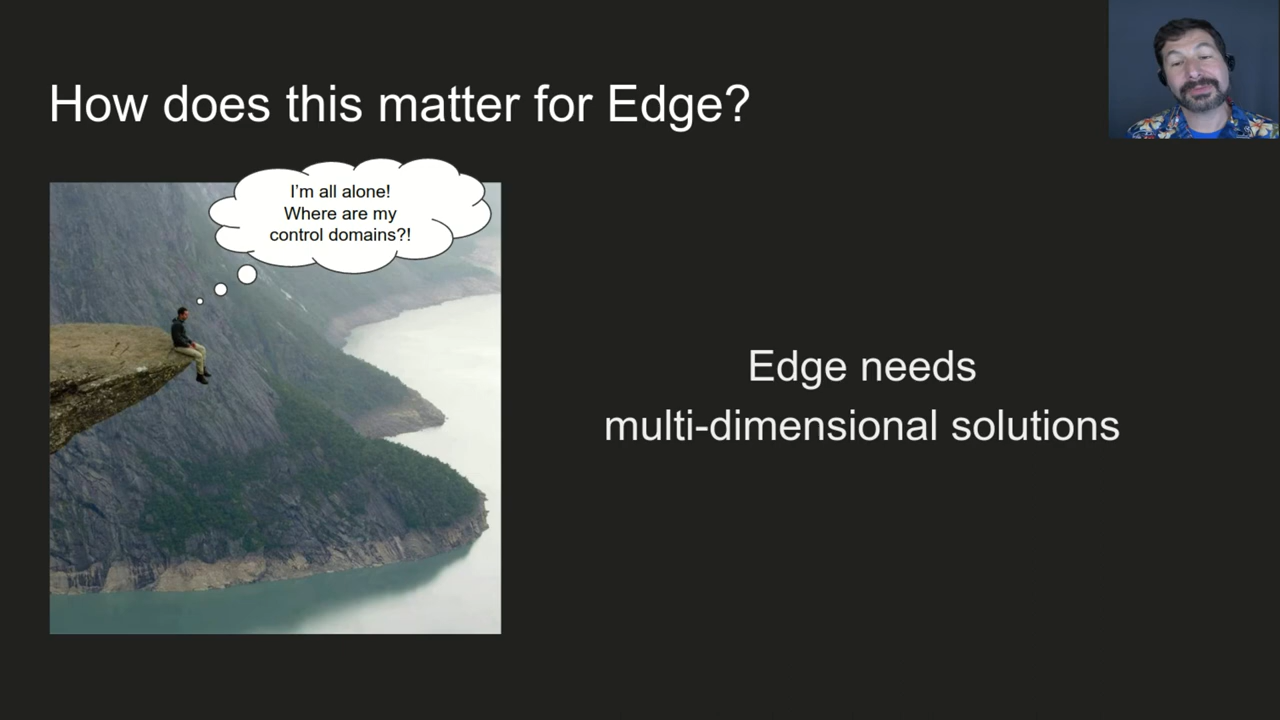 How does this matter for Edge?
I’m all alone!
Where are my
control domains?!
Edge needs
multi-dimensional solutions